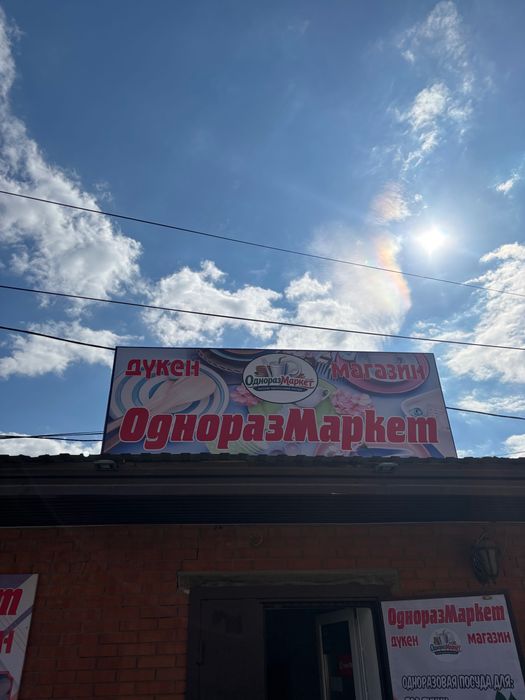 дүкен
магазин
ОдноразМаркет
ОдноразМаркет
ОдноразМаркет
дүкен
магазин
ОдноразМаркет
ОДНОРАЗОВАЯ ПОСУДА ДЛЯ: